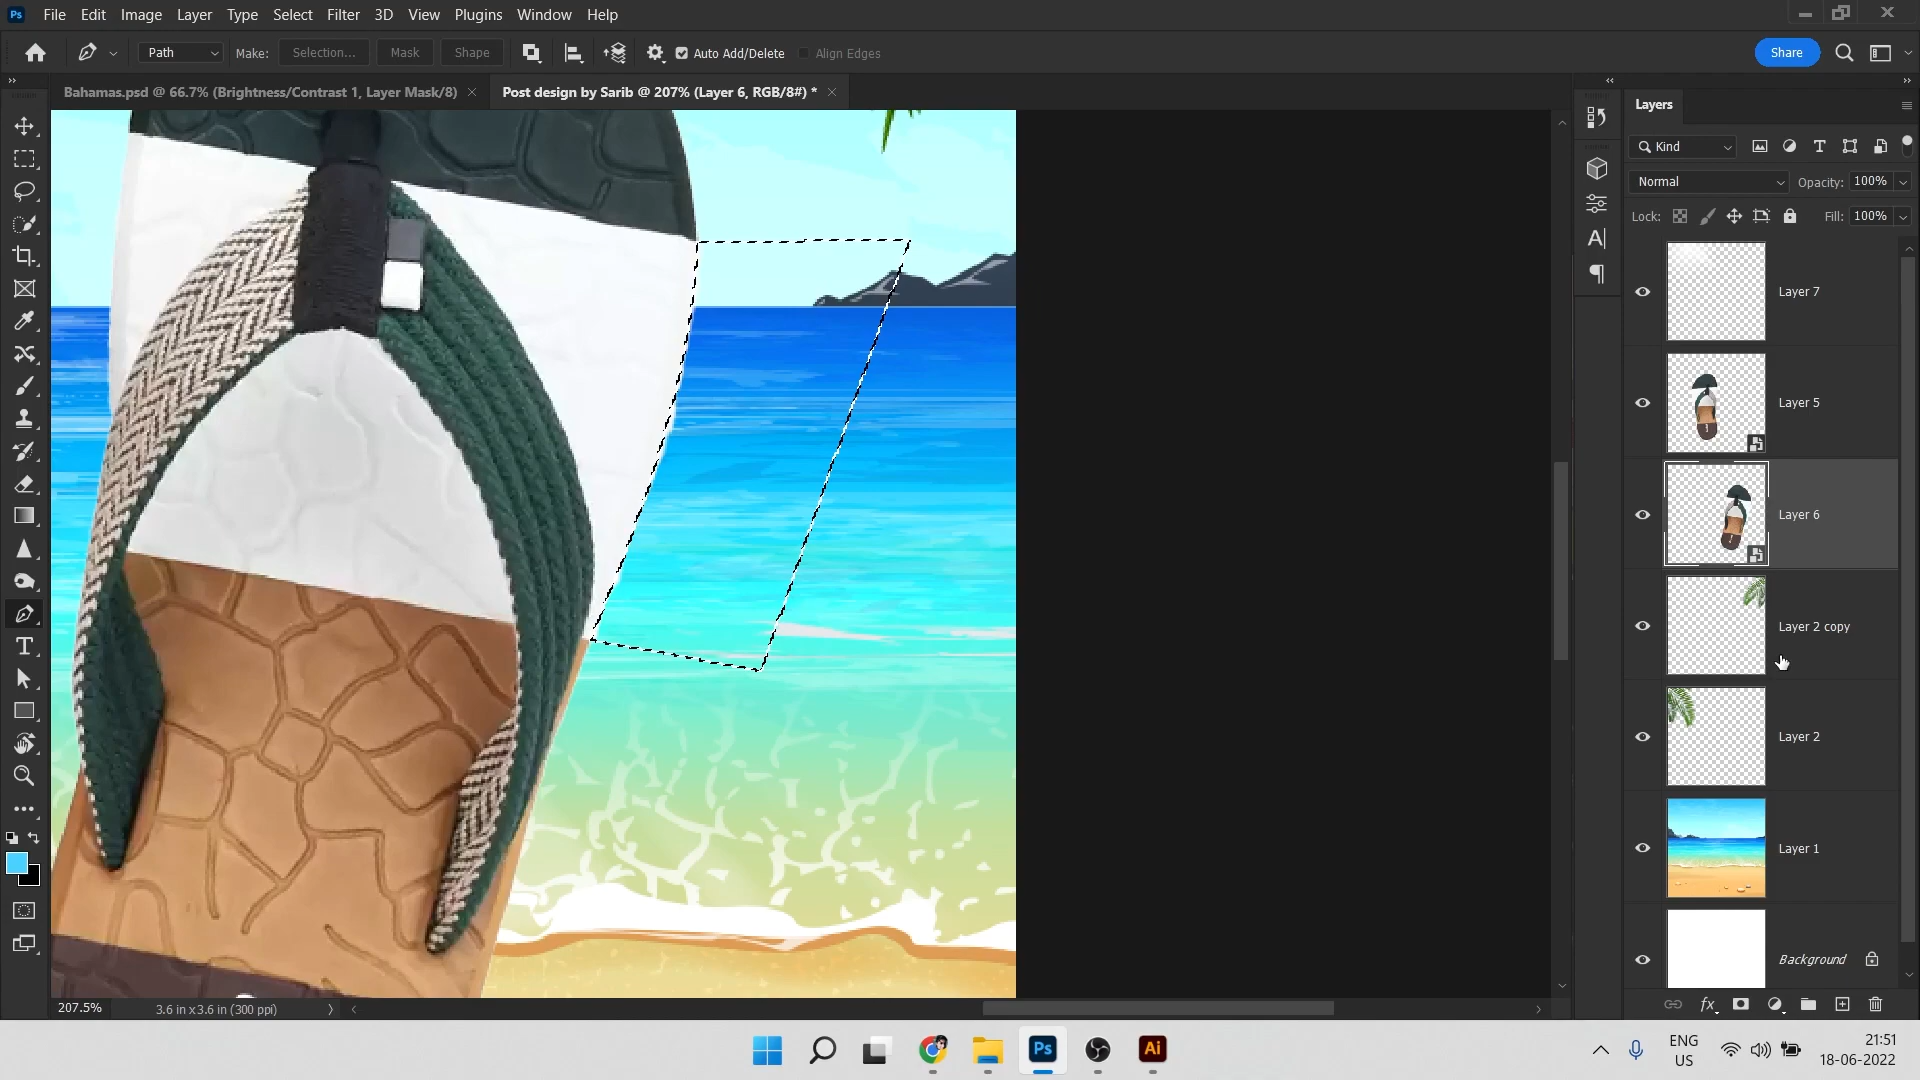 Ps File Edit Image Layer Type Select Filter 3D View Plugins Window Help
Path Make: Selection... Mask Shape Auto Add/Delete Align Edges Share
Bahamas.psd @ 66.7% (Brightness/Contrast 1, Layer Mask/8)
Post design by Sarib @ 207% (Layer 6, RGB/8#) *
Layers
Kind
Normal Opacity: 100%
Lock: Fill: 100%
Layer 7
Layer 5
Layer 6
Layer 2 copy
Layer 2
Layer 1
Background
fx
207.5% 3.6 in x 3.6 in (300 ppi)
Ps
Ai
ENG
US
21:51
18-06-2022